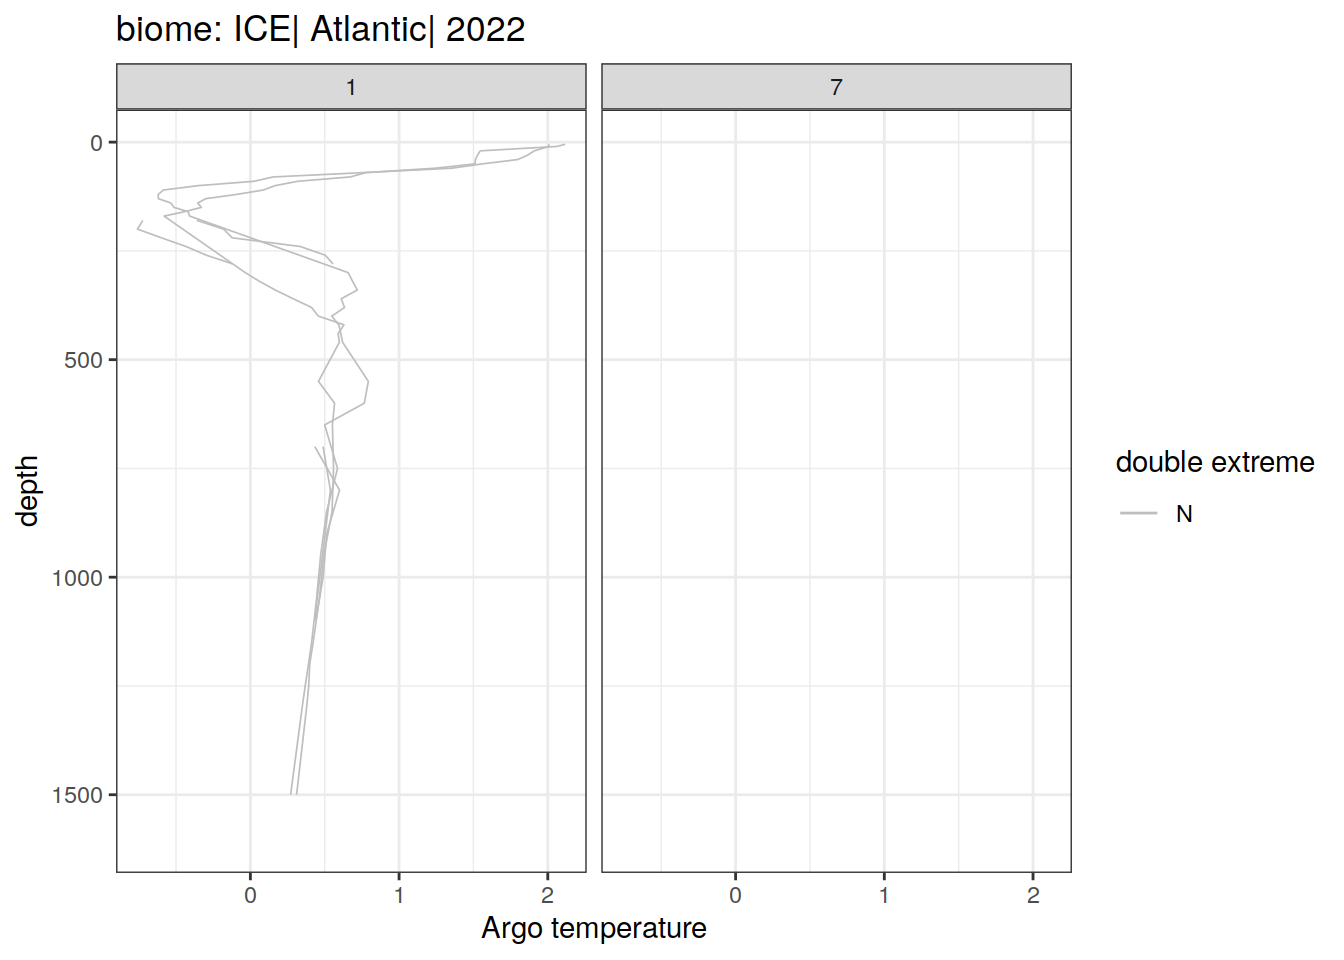 biome: ICE| Atlantic| 2022
1
7
0
500
1000
1500
depth
0
1
2
0
1
2
Argo temperature
double extreme
N